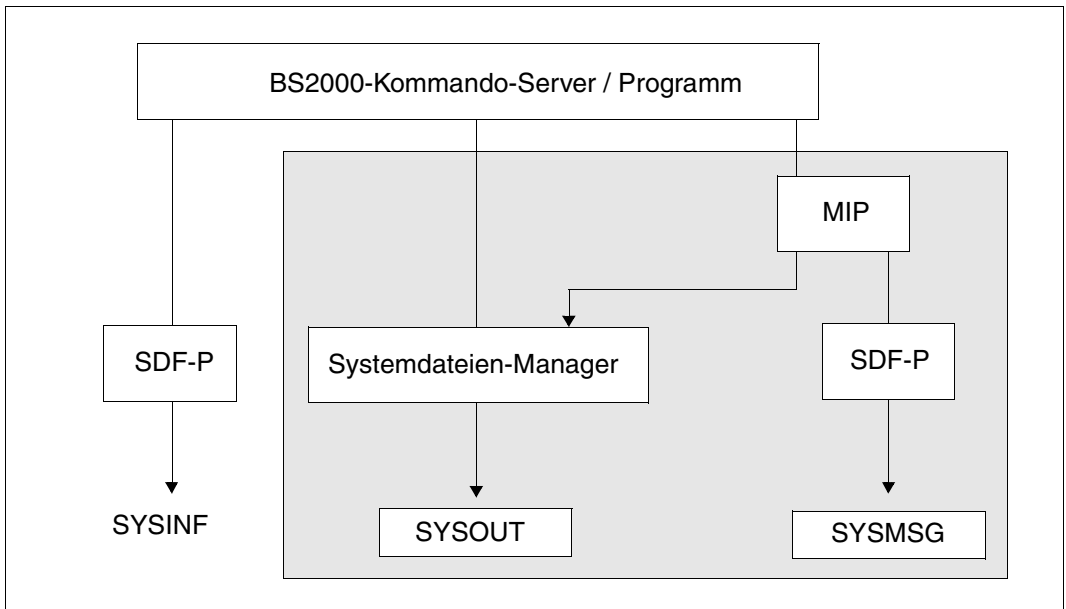 BS2000-Kommando-Server / Programm
MIP
SDF-P
Systemdateien-Manager
SDF-P
SYSINF
SYSOUT
SYSMSG